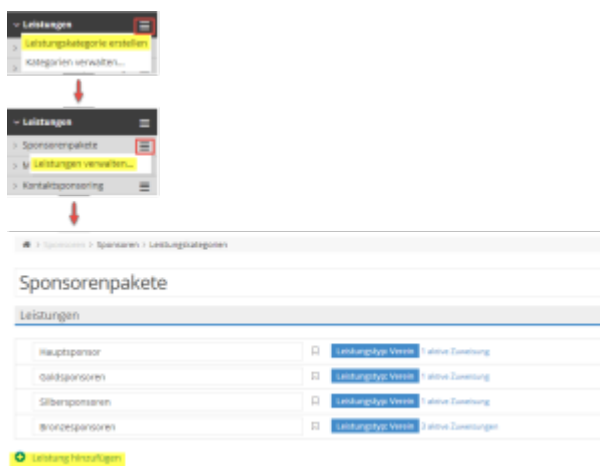 Leistungen
Leistungskategorie erstellen
Kategorien verwalten...
Leistungen
Sponsorenpakete
M
Leistungen verwalten...
Kontaktsponsering
> Sponsoren > Sponsoren > Leistungskategorien
Sponsorenpakete
Leistungen
Hauptsponsor Leistungstyp: Verein 1 aktive Zuweisung
Goldsponsoren Leistungstyp: Verein 1 aktive Zuweisung
Silbersponsoren Leistungstyp: Verein 1 aktive Zuweisung
Bronzesponsoren Leistungstyp: Verein 3 aktive Zuweisungen
Leistung hinzufügen